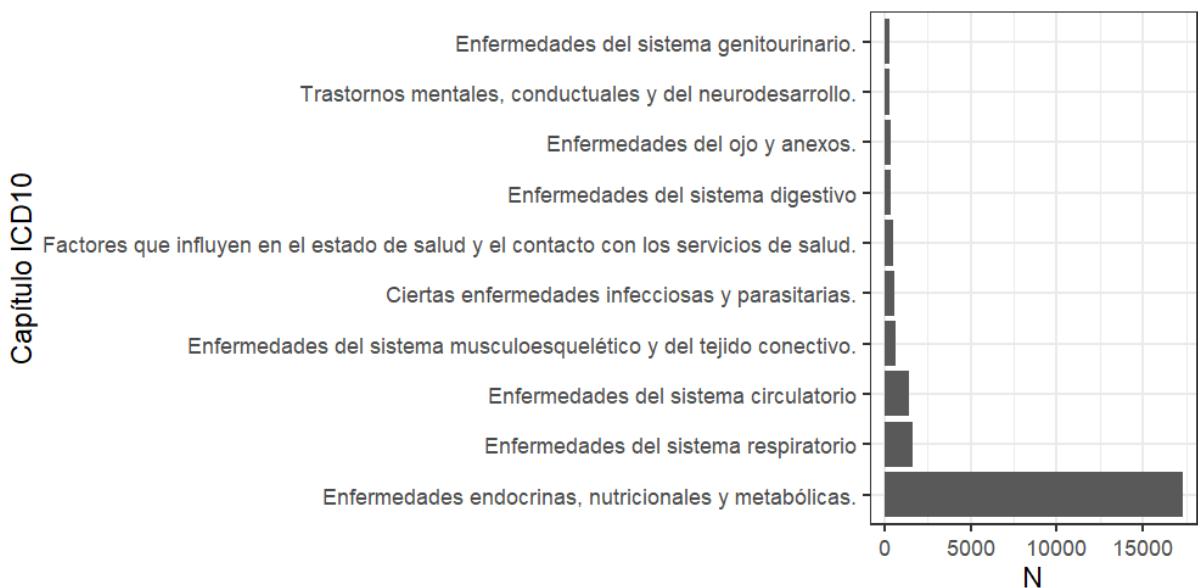 Capítulo ICD10
Enfermedades del sistema genitourinario.
Trastornos mentales, conductuales y del neurodesarrollo.
Enfermedades del ojo y anexos.
Enfermedades del sistema digestivo
Factores que influyen en el estado de salud y el contacto con los servicios de salud.
Ciertas enfermedades infecciosas y parasitarias.
Enfermedades del sistema musculoesquelético y del tejido conectivo.
Enfermedades del sistema circulatorio
Enfermedades del sistema respiratorio
Enfermedades endocrinas, nutricionales y metabólicas.
0 5000 10000 15000
N